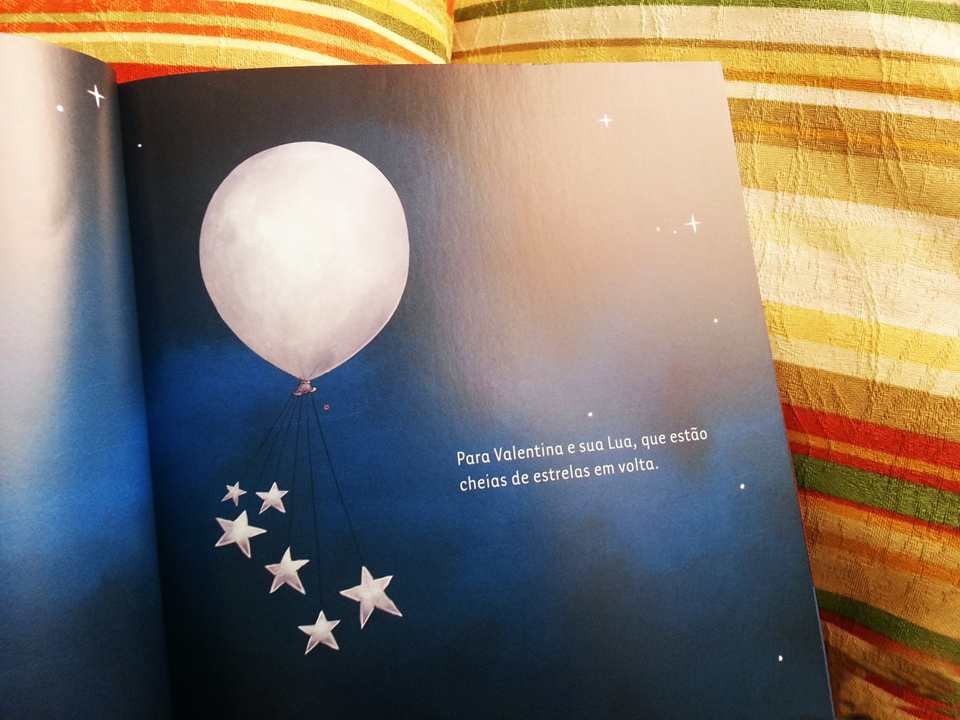 Para Valentina e sua Lua, que estão
cheias de estrelas em volta.